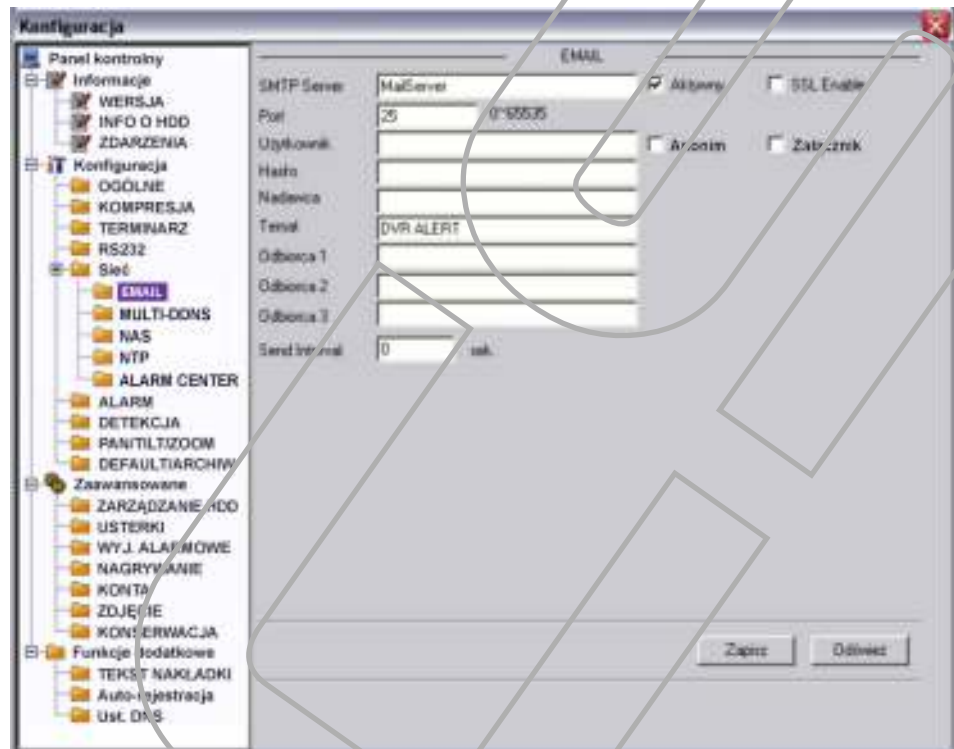 Konfiguracja
Panel kontrolny
Informacje
WERSJA
INFO O HDD
ZDARZENIA
Konfiguracja
OGÓLNE
KOMPRESJA
TERMINARZ
RS232
Sieć
EMAIL
MULTI-DDNS
NAS
NTP
ALARM CENTER
ALARM
DETEKCJA
PAN/TILT/ZOOM
DEFAULT/ARCHIW
Zaawansowane
ZARZĄDZANIE HDD
USTERKI
WYJ. ALARMOWE
NAGRYWANIE
KONTA
ZDJĘCIE
KONSERWACJA
Funkcje dodatkowe
TEKST NAKŁADKI
Auto-rejestracja
Ust. DNS
EMAIL
SMTP Server MailServer Aktywny SSL Enable
Port 25 0~65535
Użytkownik Anonim Załącznik
Hasło
Nadawca
Temat DVR ALERT
Odbiorca 1
Odbiorca 2
Odbiorca 3
Send Interval 0 sek.
Zapisz Odśwież